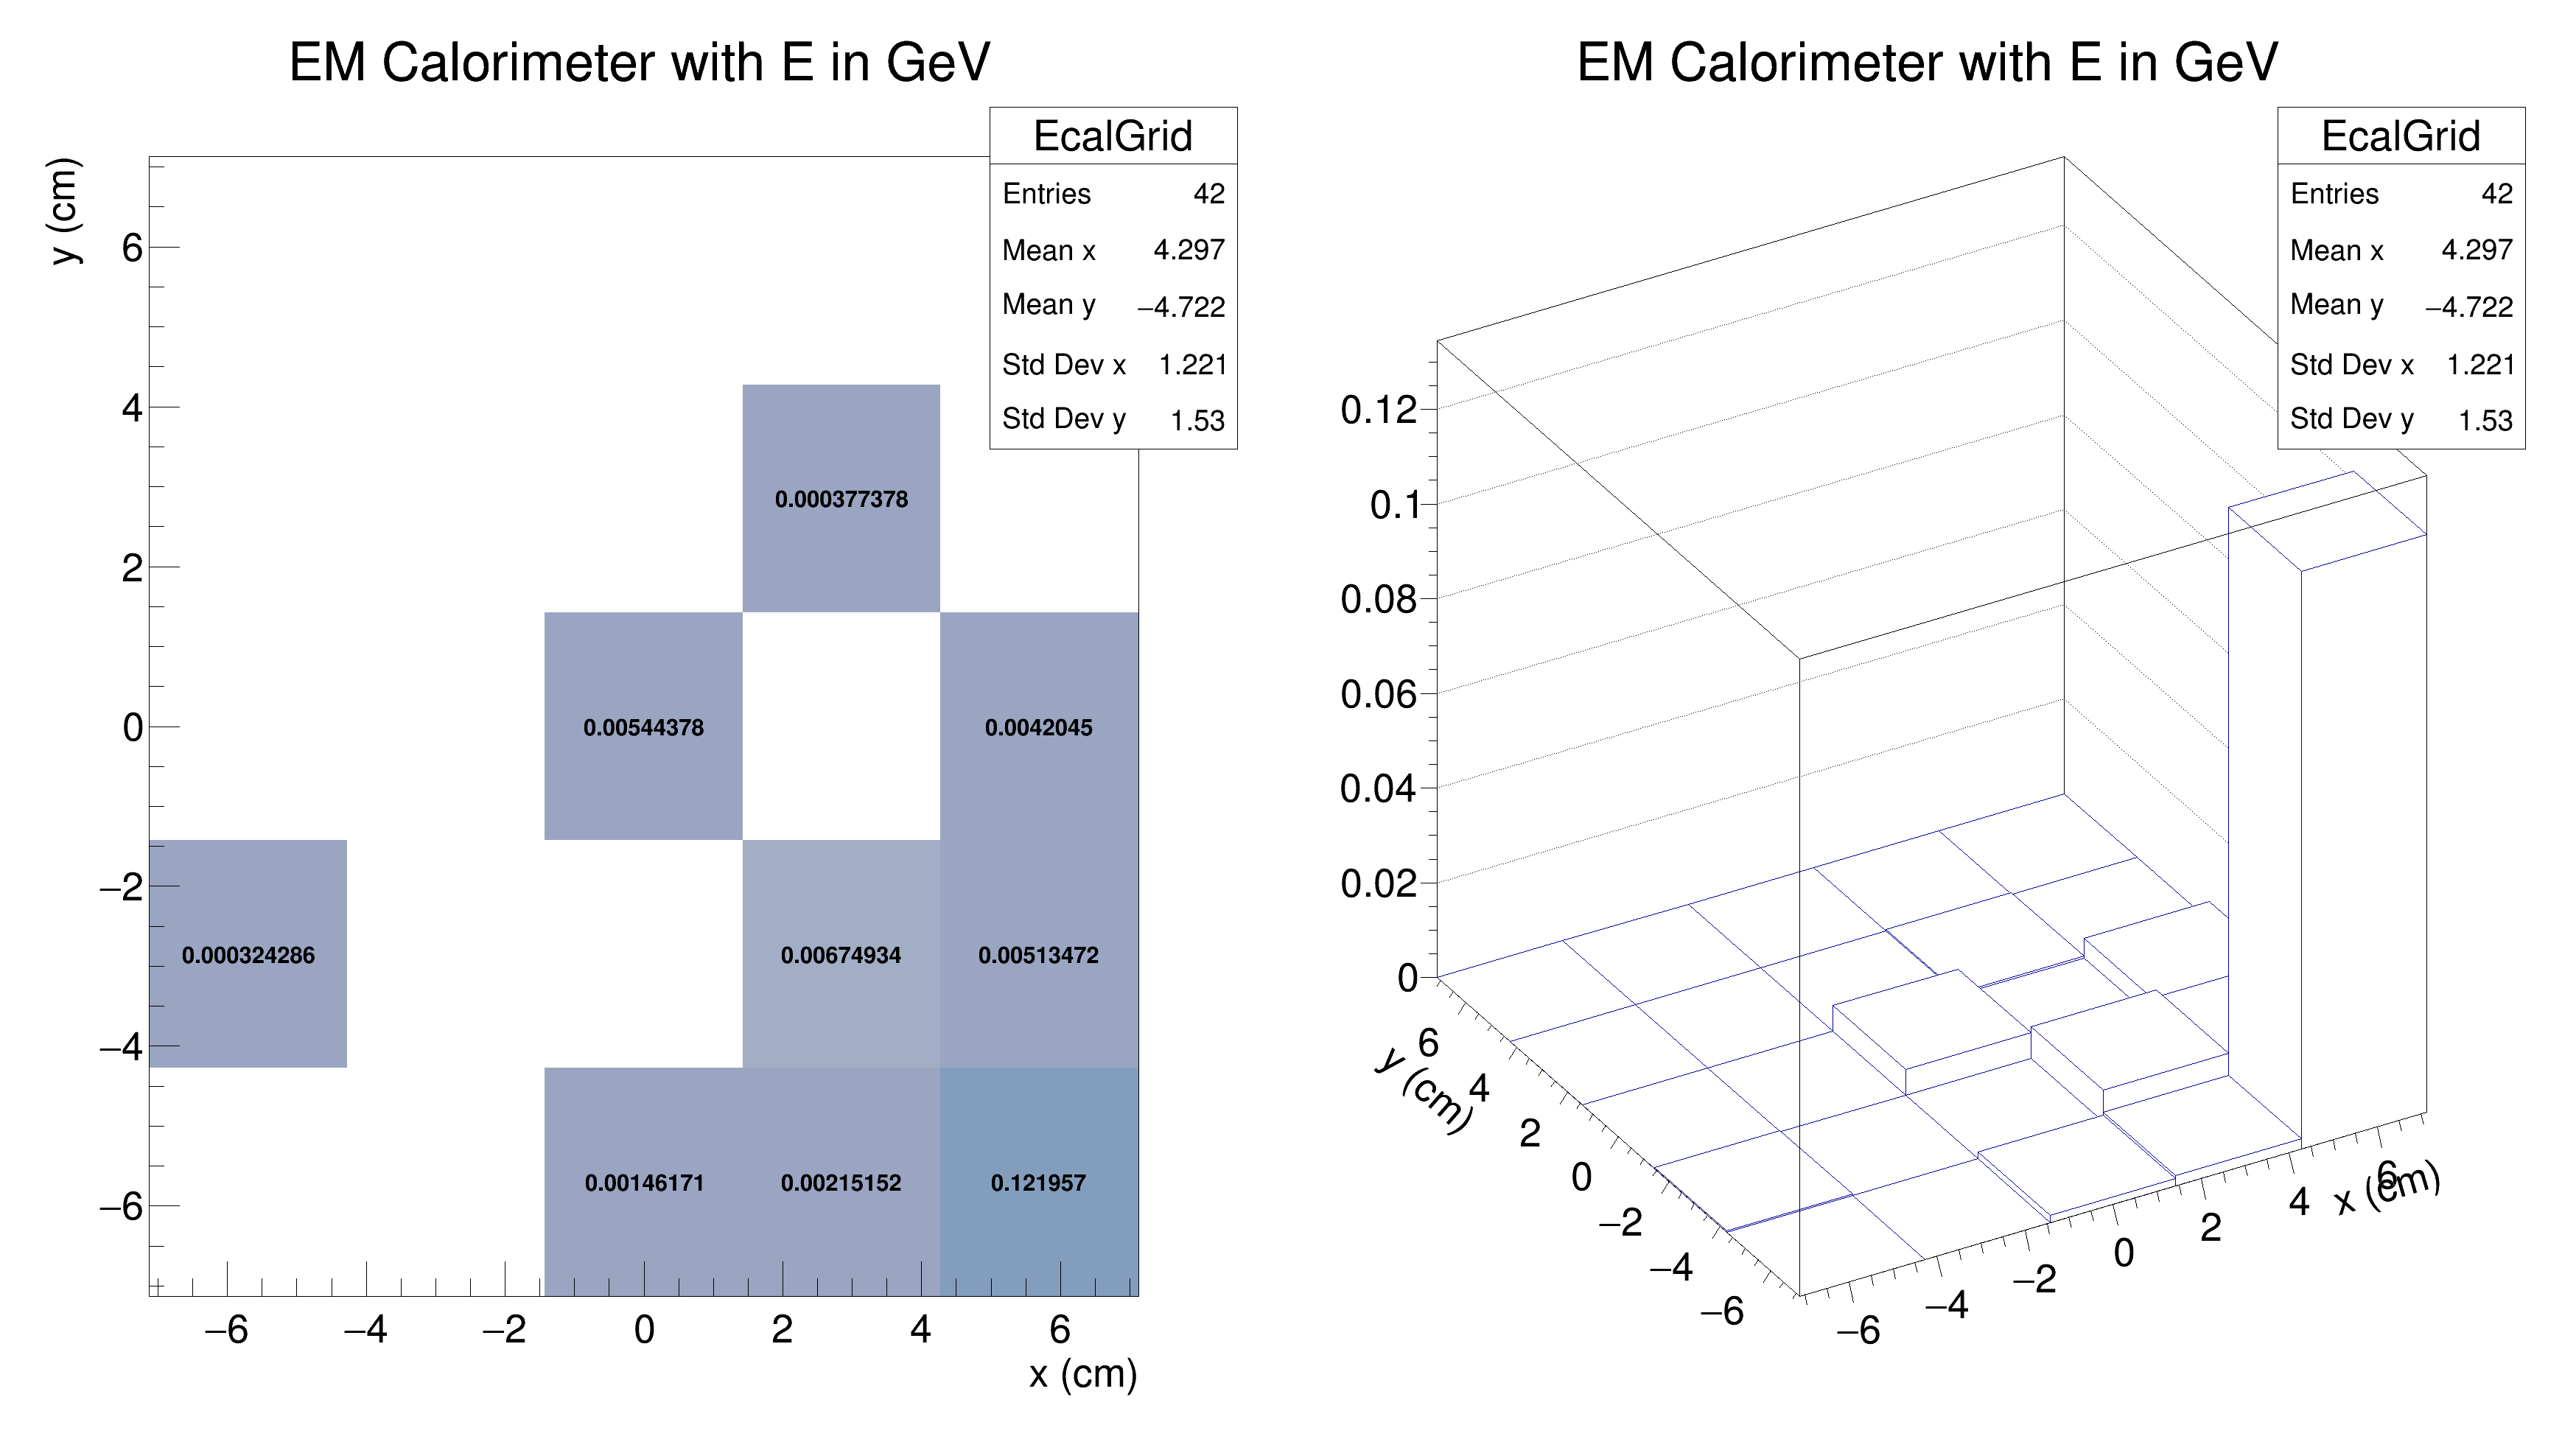 EM Calorimeter with E in GeV
EcalGrid
Entries 42
Mean x 4.297
Mean y −4.722
Std Dev x 1.221
Std Dev y 1.53
y (cm)
6
4
2
0
−2
−4
−6
0.000377378
0.00544378
0.0042045
0.000324286
0.00674934
0.00513472
0.00146171
0.00215152
0.121957
−6
−4
−2
0
2
4
6
x (cm)
EM Calorimeter with E in GeV
EcalGrid
Entries 42
Mean x 4.297
Mean y −4.722
Std Dev x 1.221
Std Dev y 1.53
0.12
0.1
0.08
0.06
0.04
0.02
0
6
4
2
0
−2
−4
−6
y (cm)
−6
−4
−2
0
2
4
6
x (cm)